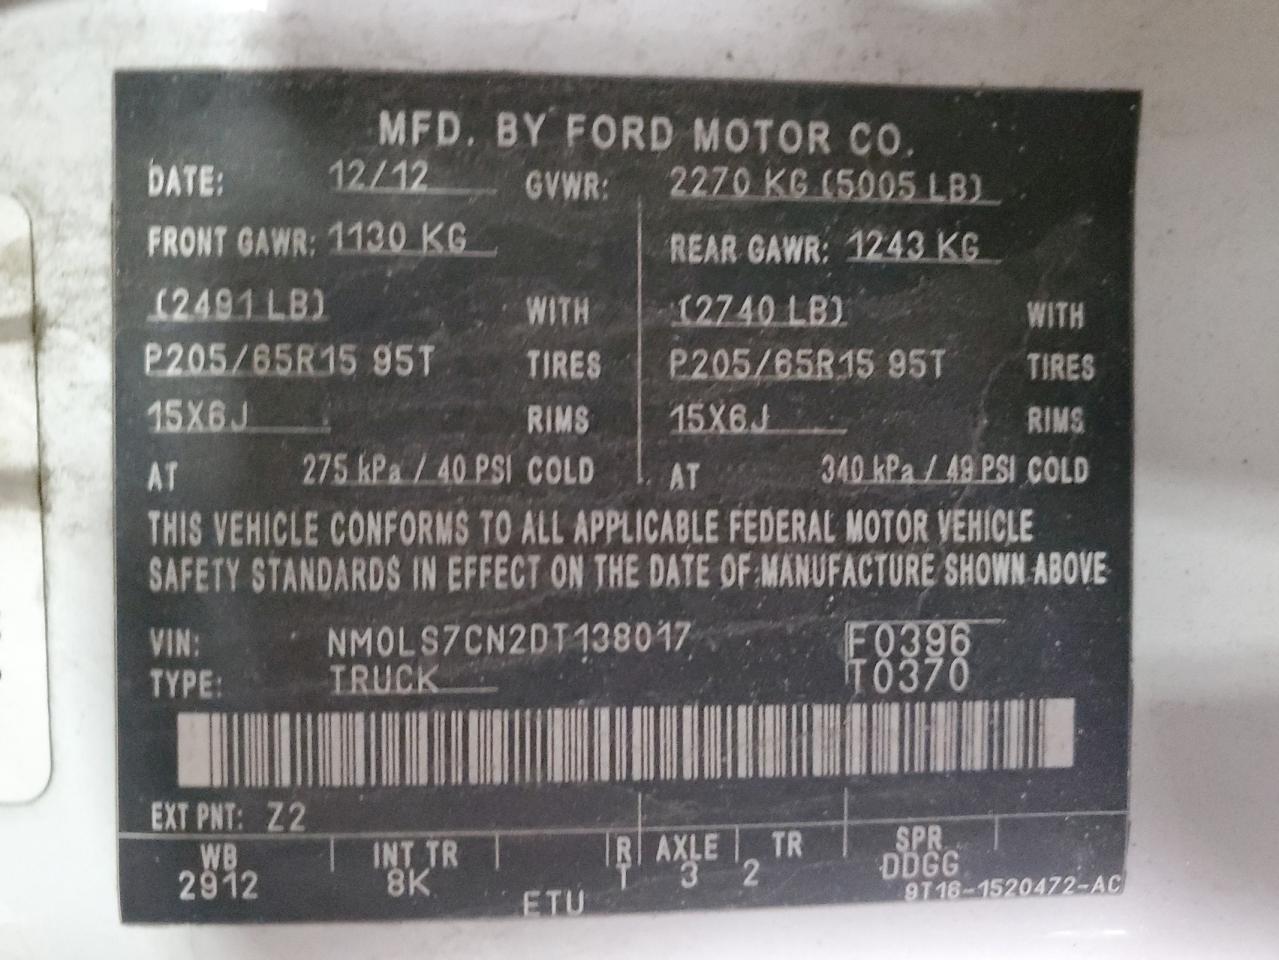 MFD. BY FORD MOTOR CO.
DATE: 12/12 GVWR: 2270 KG (5005 LB)
FRONT GAWR: 1130 KG REAR GAWR: 1243 KG
(2491 LB) WITH (2740 LB) WITH
P205/65R15 95T TIRES P205/65R15 95T TIRES
15X6J RIMS 15X6J RIMS
AT 275 kPa / 40 PSI COLD AT 340 kPa / 49 PSI COLD
THIS VEHICLE CONFORMS TO ALL APPLICABLE FEDERAL MOTOR VEHICLE
SAFETY STANDARDS IN EFFECT ON THE DATE OF MANUFACTURE SHOWN ABOVE
VIN: NM0LS7CN2DT138017 F0396
TYPE: TRUCK T0370
EXT PNT: Z2
WB INT TR R AXLE TR SPR
2912 8K T 3 2 DDGG
ETU 9T16-1520472-AC